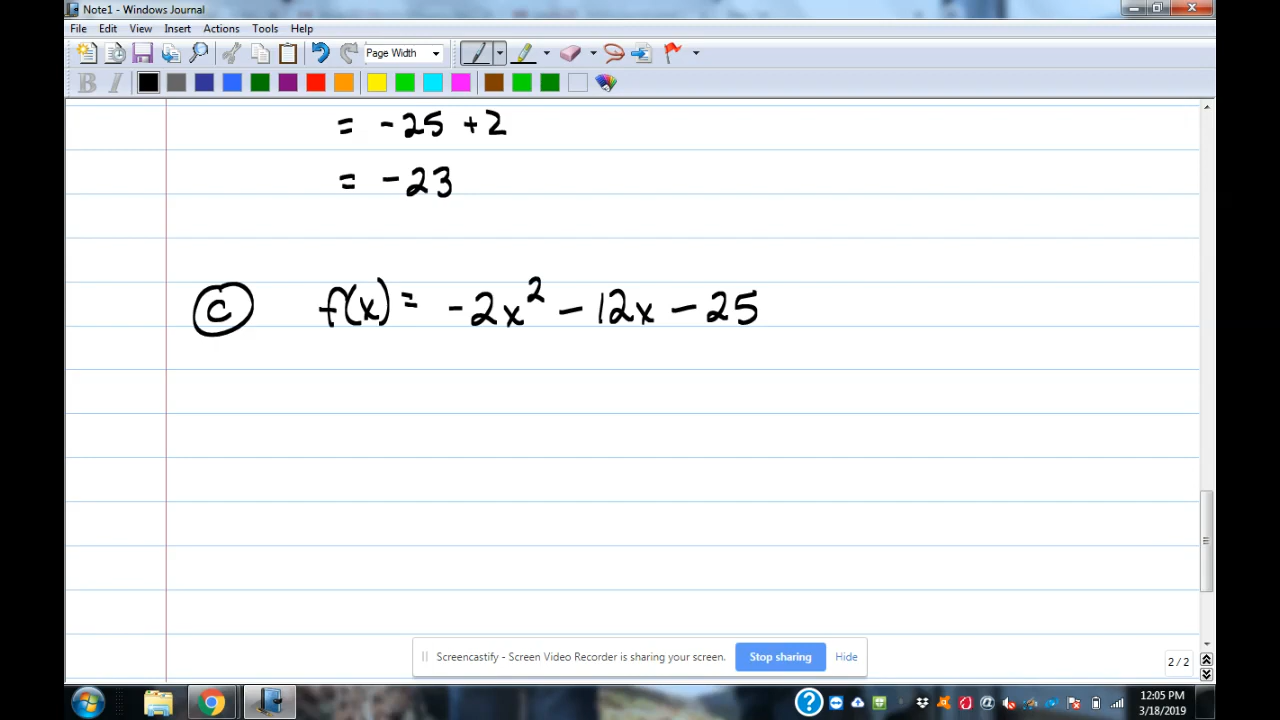 Note1 - Windows Journal
File Edit View Insert Actions Tools Help
Page Width
B I
= -25 +2
= -23
c f(x) = -2x² - 12x - 25
Screencastify - Screen Video Recorder is sharing your screen. Stop sharing Hide
2 / 2
12:05 PM
3/18/2019